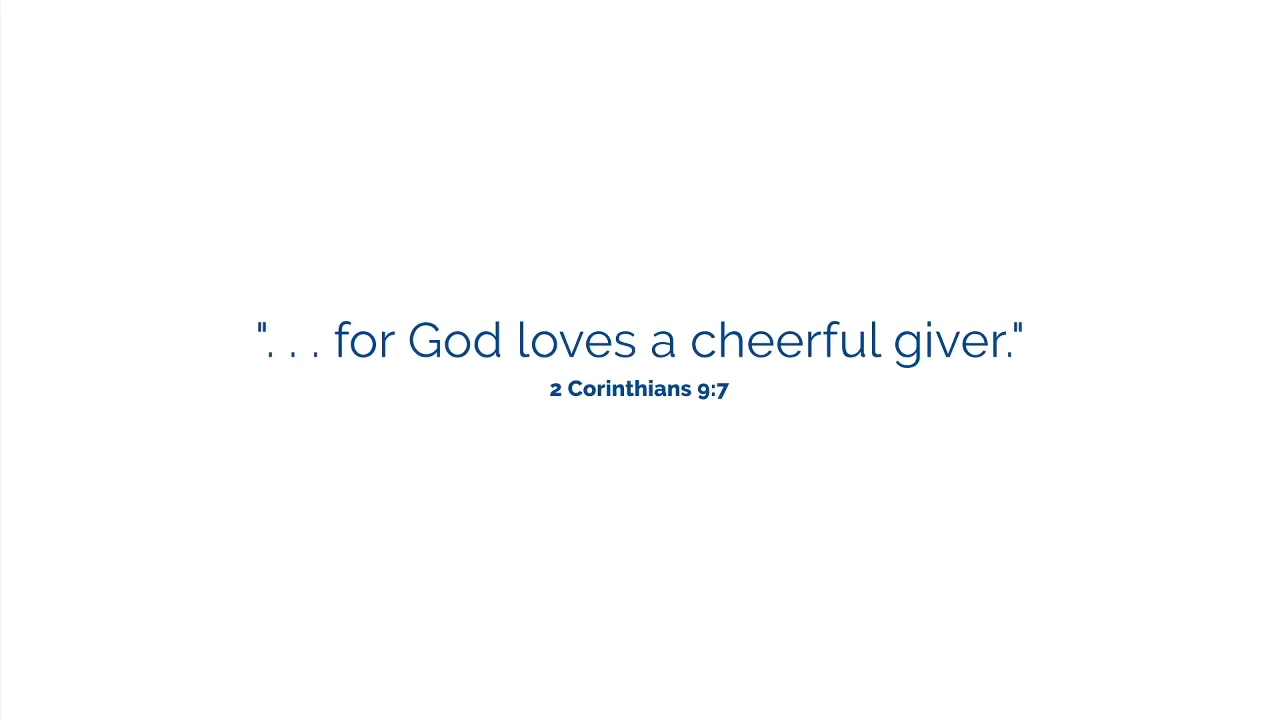 ". . . for God loves a cheerful giver."
2 Corinthians 9:7